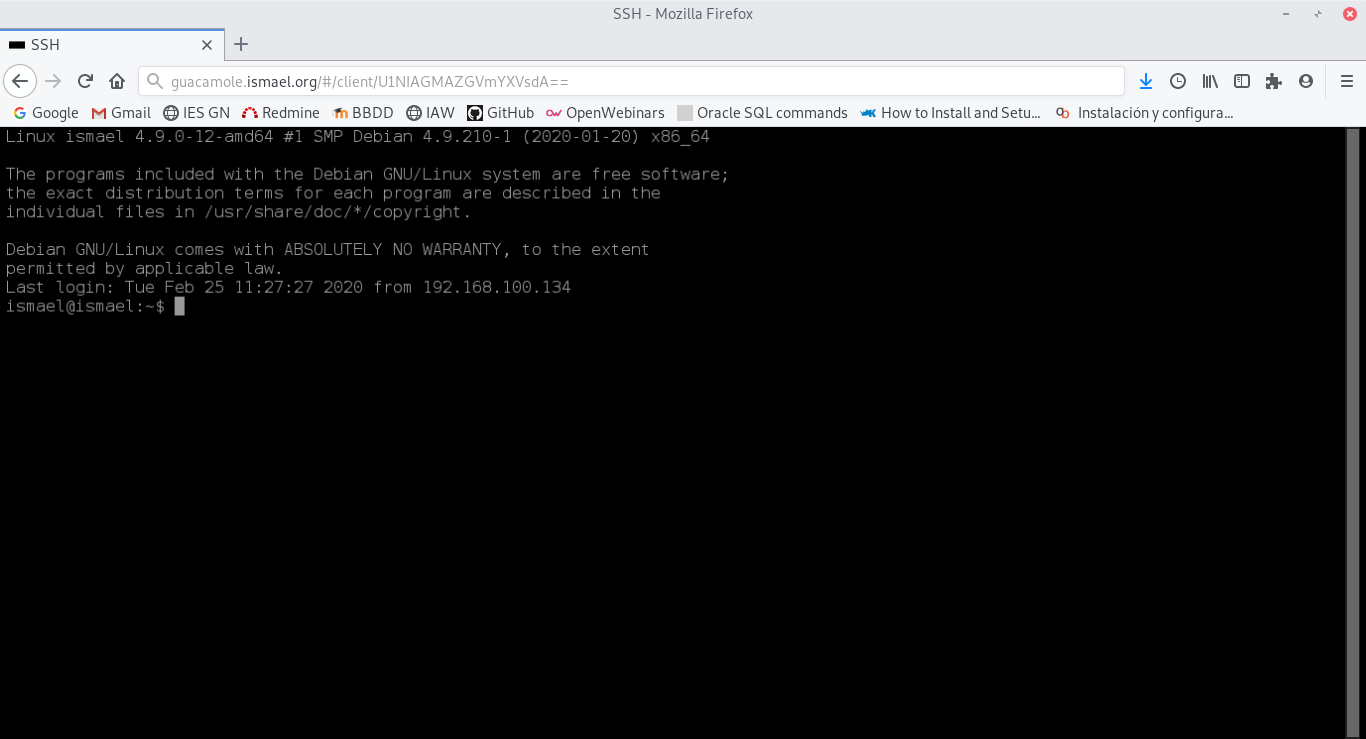 SSH - Mozilla Firefox
SSH
guacamole.ismael.org/#/client/U1NIAGMAZGVmYXVsdA==
Google Gmail IES GN Redmine BBDD IAW GitHub OpenWebinars Oracle SQL commands How to Install and Setu... Instalación y configura...
Linux ismael 4.9.0-12-amd64 #1 SMP Debian 4.9.210-1 (2020-01-20) x86_64
The programs included with the Debian GNU/Linux system are free software;
the exact distribution terms for each program are described in the
individual files in /usr/share/doc/*/copyright.
Debian GNU/Linux comes with ABSOLUTELY NO WARRANTY, to the extent
permitted by applicable law.
Last login: Tue Feb 25 11:27:27 2020 from 192.168.100.134
ismael@ismael:~$